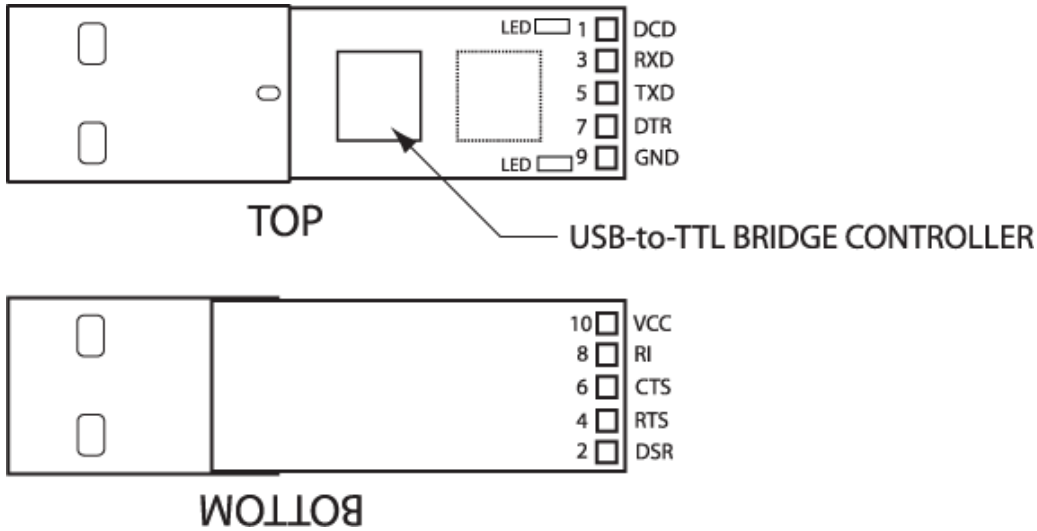 LED 1 DCD
3 RXD
5 TXD
7 DTR
LED 9 GND
TOP
USB-to-TTL BRIDGE CONTROLLER
10 VCC
8 RI
6 CTS
4 RTS
2 DSR
BOTTOM